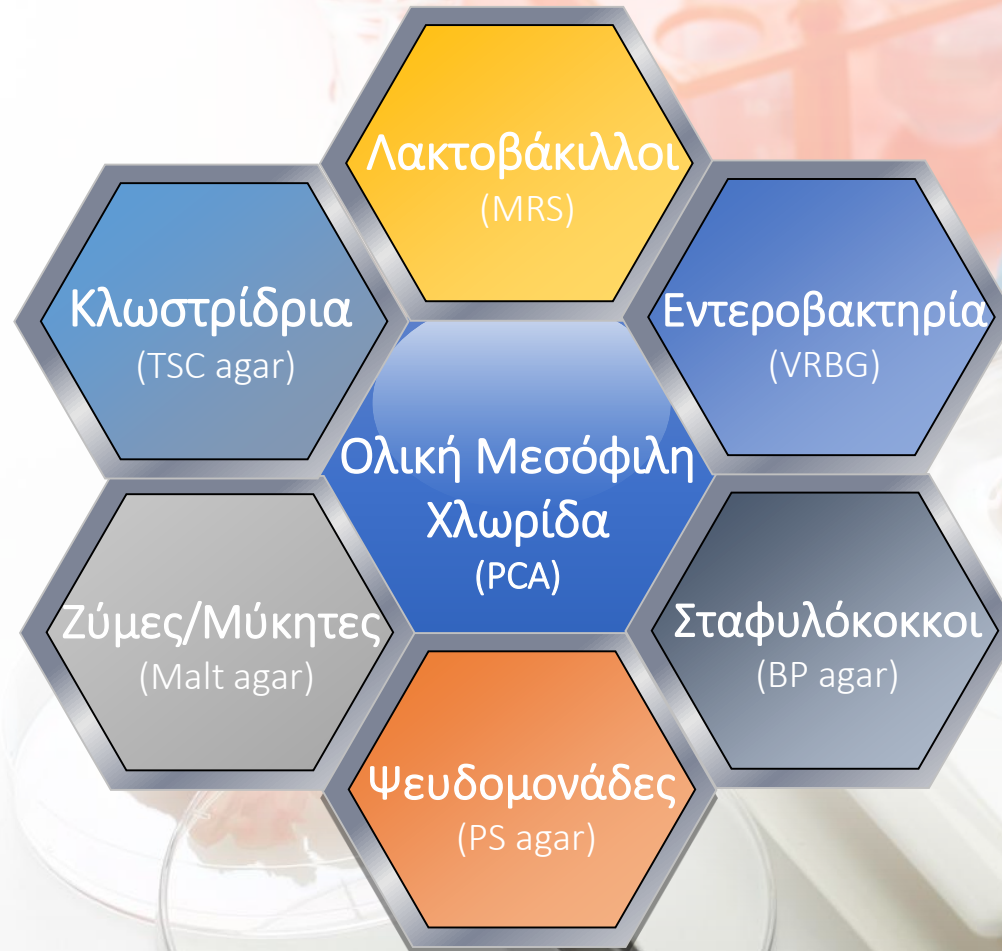 Λακτοβάκιλλοι
(MRS)
Κλωστρίδρια
(TSC agar)
Εντεροβακτηρία
(VRBG)
Ολική Μεσόφιλη
Χλωρίδα
(PCA)
Ζύμες/Μύκητες
(Malt agar)
Σταφυλόκοκκοι
(BP agar)
Ψευδομονάδες
(PS agar)